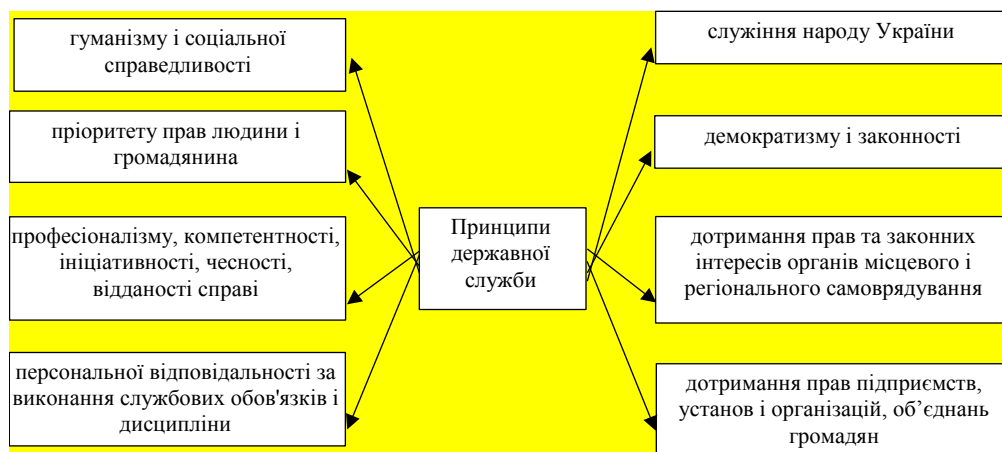 гуманізму і соціальної
справедливості
пріоритету прав людини і
громадянина
професіоналізму, компетентності,
ініціативності, чесності,
відданості справі
персональної відповідальності за
виконання службових обов'язків і
дисципліни
Принципи
державної
служби
служіння народу України
демократизму і законності
дотримання прав та законних
інтересів органів місцевого і
регіонального самоврядування
дотримання прав підприємств,
установ і організацій, об’єднань
громадян